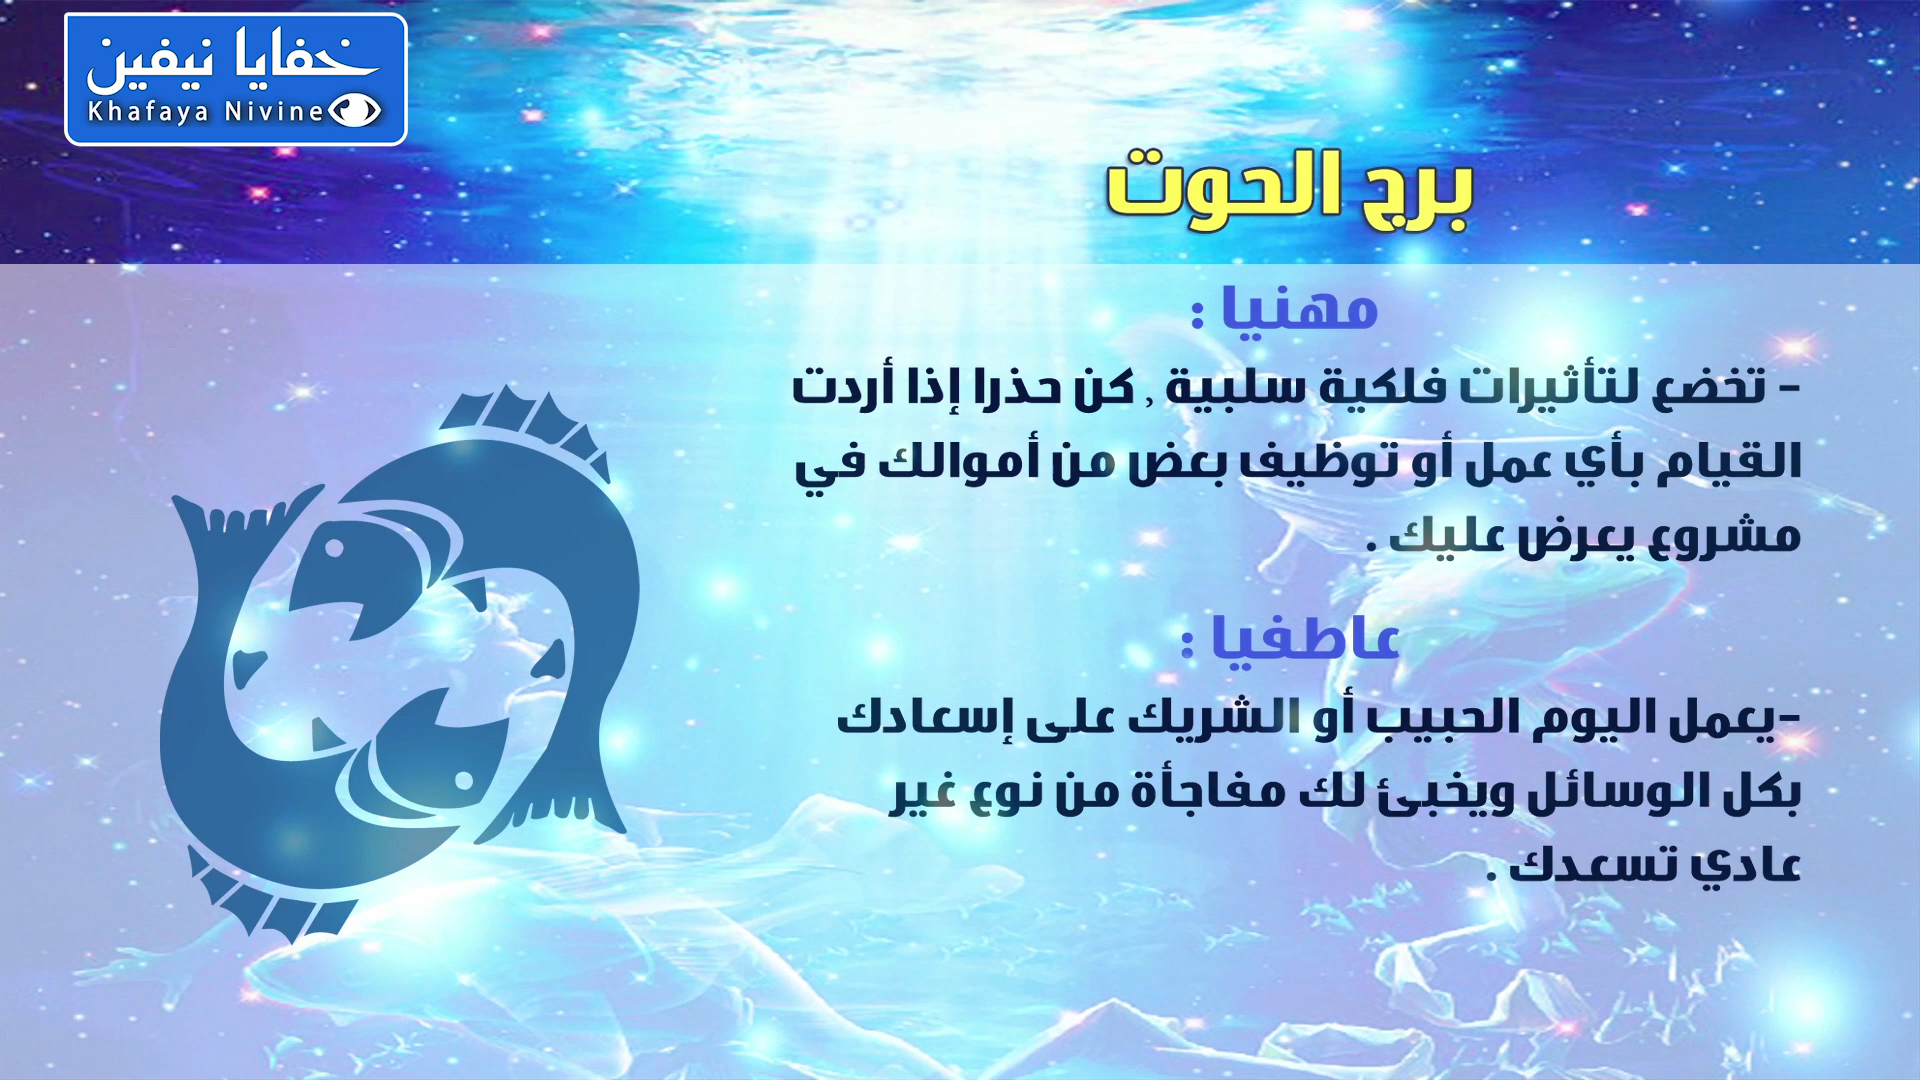 خفايا نيفين
Khafaya Nivine
برج الحوت
مهنيا :
- تخضع لتأثيرات فلكية سلبية , كن حذرا إذا أردت
القيام بأي عمل أو توظيف بعض من أموالك في
مشروع يعرض عليك .
عاطفيا :
-يعمل اليوم الحبيب أو الشريك على إسعادك
بكل الوسائل ويخبئ لك مفاجأة من نوع غير
عادي تسعدك .